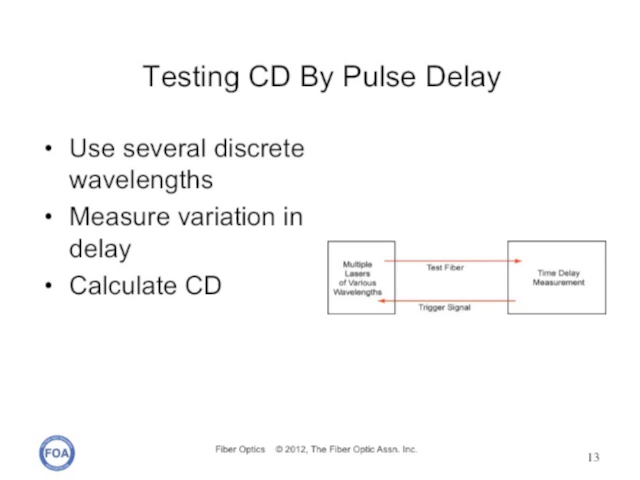 Testing CD By Pulse Delay
• Use several discrete
wavelengths
• Measure variation in
delay
• Calculate CD
Multiple
Lasers
of Various
Wavelengths
Test Fiber
Trigger Signal
Time Delay
Measurement
FOA
Fiber Optics © 2012, The Fiber Optic Assn. Inc.
13